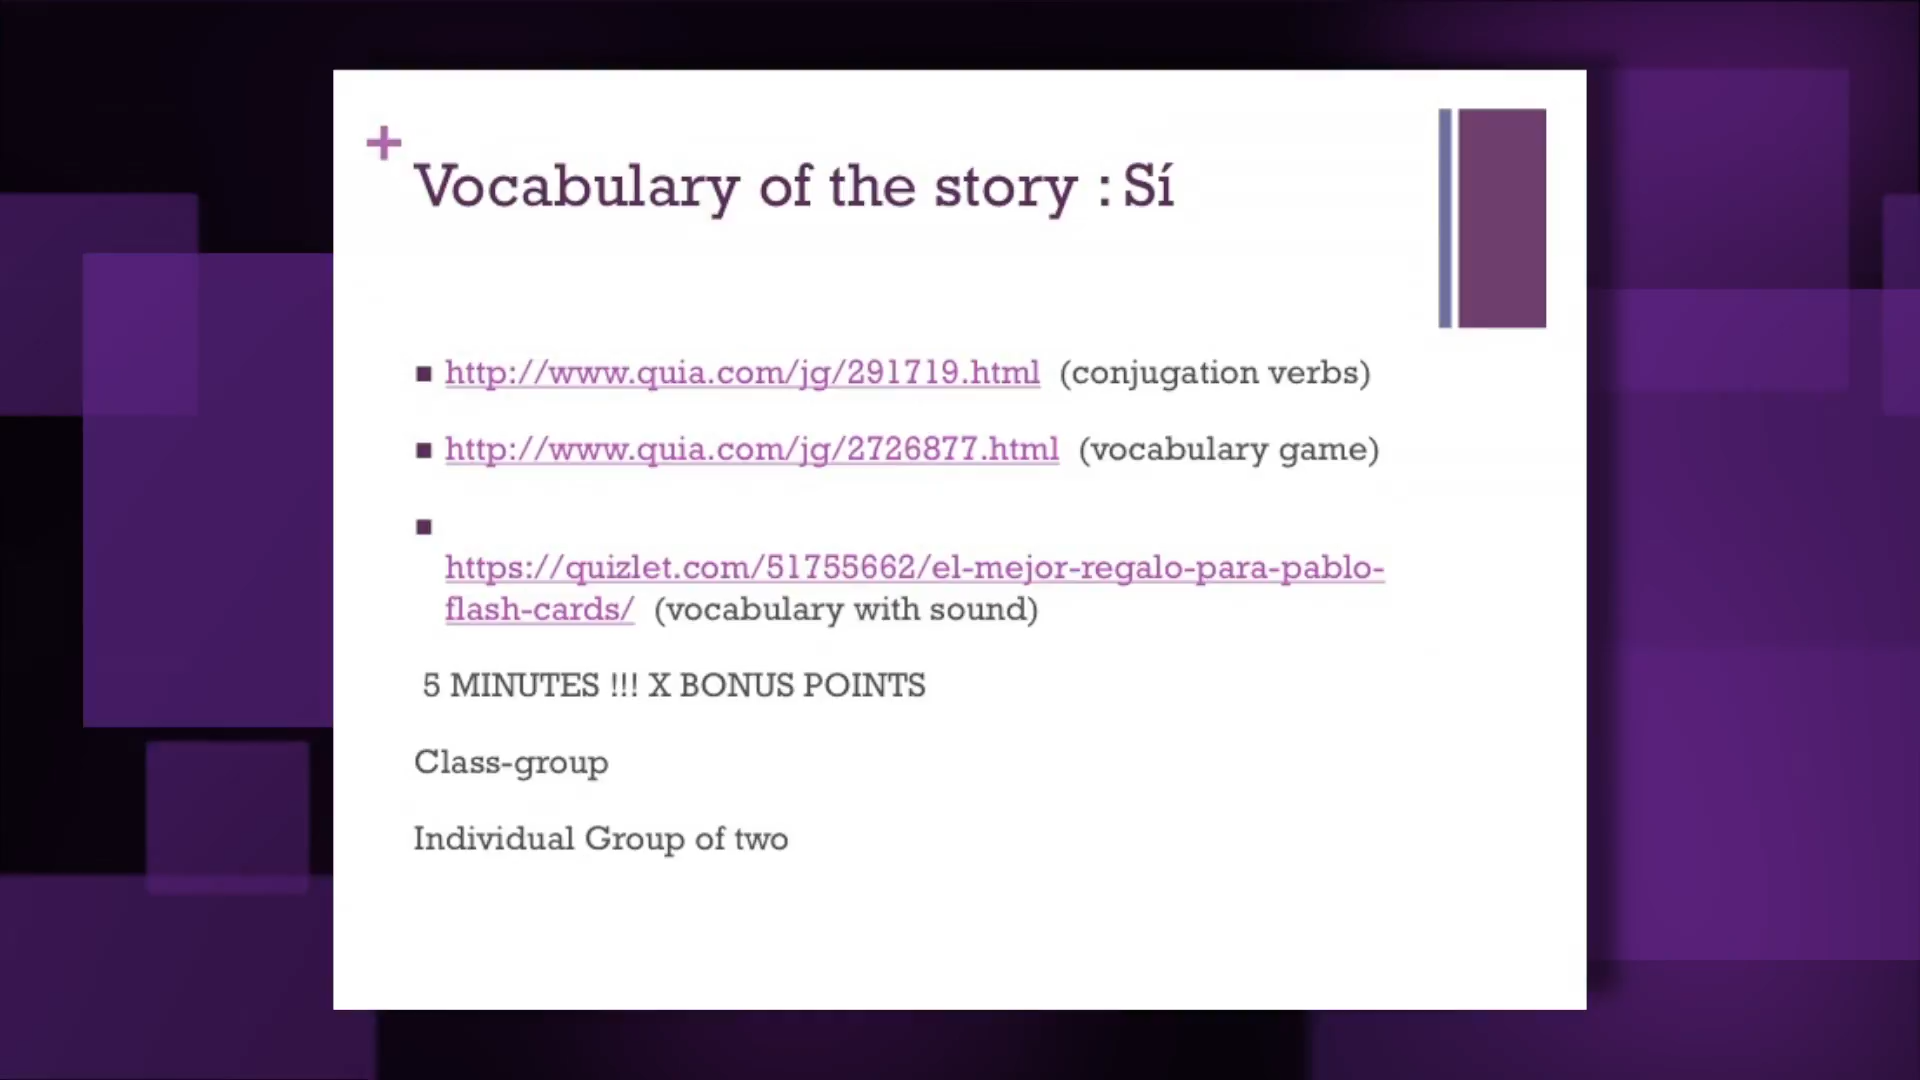 +
Vocabulary of the story : Sí
■ http://www.quia.com/jg/291719.html (conjugation verbs)
■ http://www.quia.com/jg/2726877.html (vocabulary game)
■
https://quizlet.com/51755662/el-mejor-regalo-para-pablo-
flash-cards/ (vocabulary with sound)
5 MINUTES !!! X BONUS POINTS
Class-group
Individual Group of two